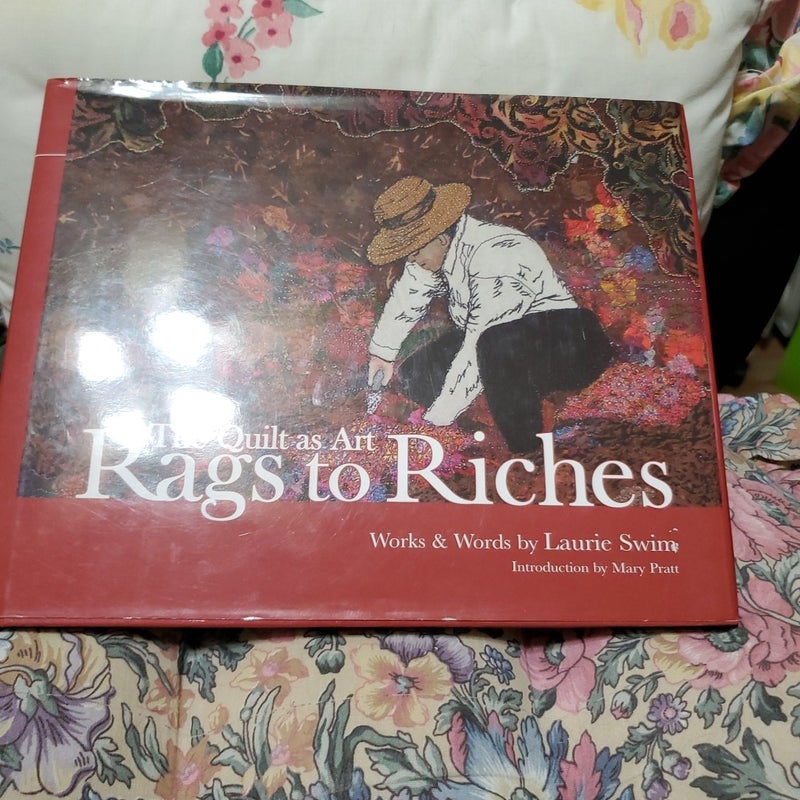 The Quilt as Art
Rags to Riches
Works & Words by Laurie Swim
Introduction by Mary Pratt